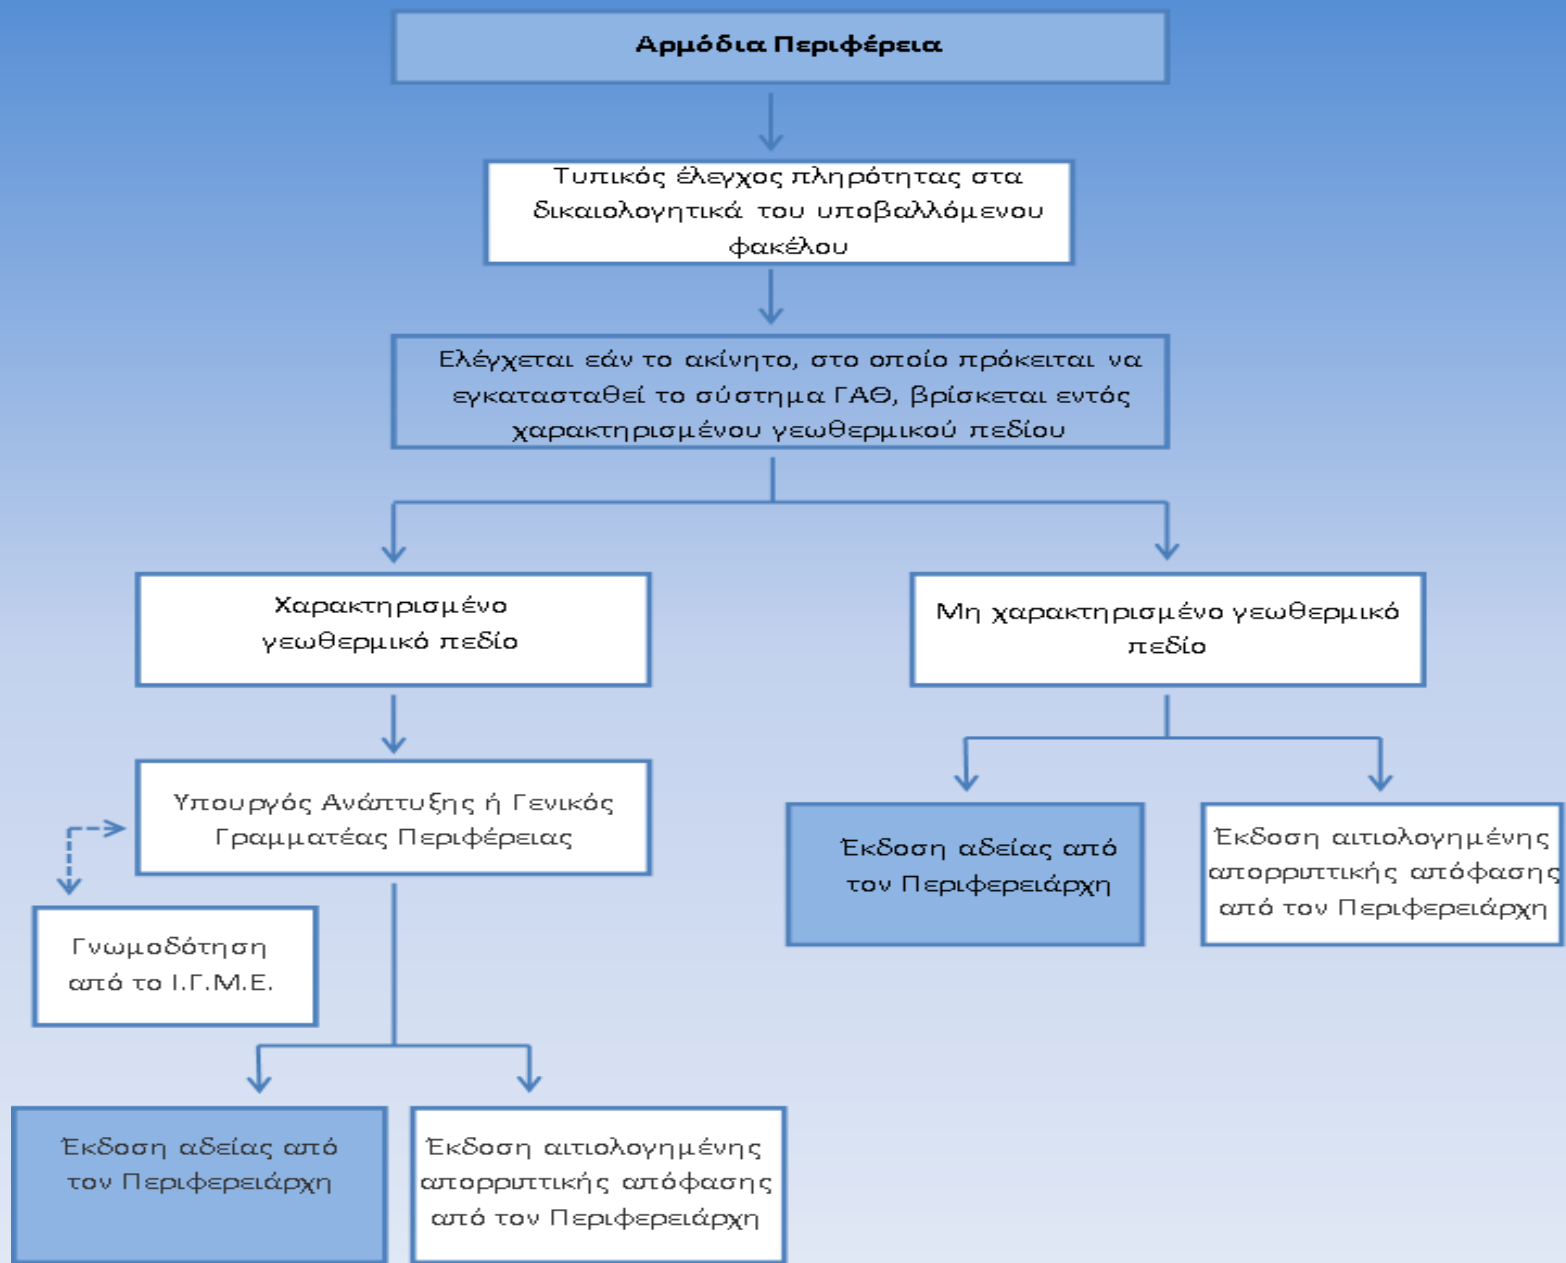 Αρμόδια Περιφέρεια
Τυπικός έλεγχος πληρότητας στα
δικαιολογητικά του υποβαλλόμενου
φακέλου
Ελέγχεται εάν το ακίνητο, στο οποίο πρόκειται να
εγκατασταθεί το σύστημα ΓΑΘ, βρίσκεται εντός
χαρακτηρισμένου γεωθερμικού πεδίου
Χαρακτηρισμένο
γεωθερμικό πεδίο
Μη χαρακτηρισμένο γεωθερμικό
πεδίο
Υπουργός Ανάπτυξης ή Γενικός
Γραμματέας Περιφέρειας
Έκδοση αδείας από
τον Περιφερειάρχη
Έκδοση αιτιολογημένης
απορριπτικής απόφασης
από τον Περιφερειάρχη
Γνωμοδότηση
από το Ι.Γ.Μ.Ε.
Έκδοση αδείας από
τον Περιφερειάρχη
Έκδοση αιτιολογημένης
απορριπτικής απόφασης
από τον Περιφερειάρχη